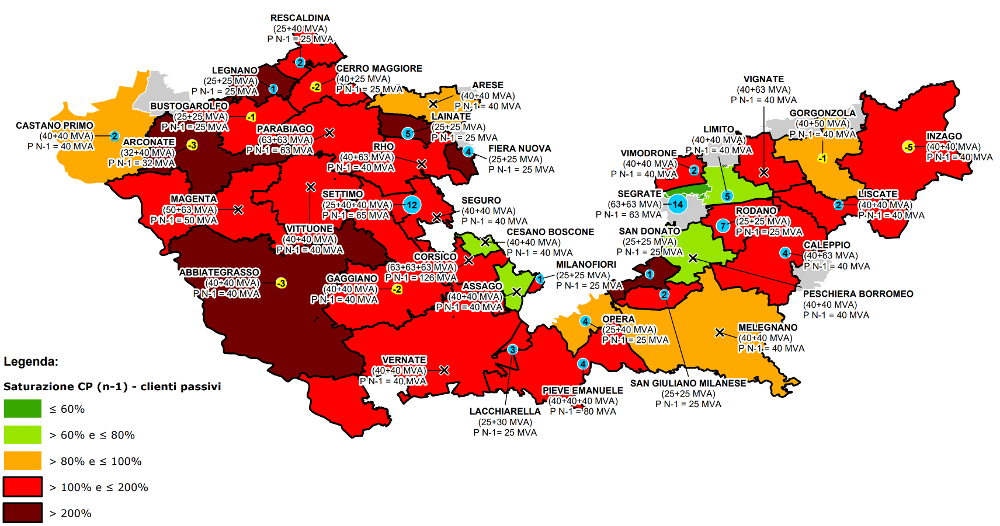 RESCALDINA
(25+40 MVA)
P N-1 = 25 MVA
2
LEGNANO
(25+25 MVA)
P N-1 = 25 MVA
1
CERRO MAGGIORE
(40+25 MVA)
P N-1 = 25 MVA
-2
ARESE
(40+40 MVA)
P N-1 = 40 MVA
BUSTOGAROLFO
(25+25 MVA)
P N-1 = 25 MVA
-1
CASTANO PRIMO
(40+40 MVA)
P N-1 = 40 MVA
2
ARCONATE
(32+40 MVA)
P N-1 = 32 MVA
-3
PARABIAGO
(63+63 MVA)
P N-1 = 63 MVA
LAINATE
(25+25 MVA)
P N-1 = 25 MVA
5
RHO
(40+63 MVA)
P N-1 = 40 MVA
FIERA NUOVA
(25+25 MVA)
P N-1 = 25 MVA
4
MAGENTA
(50+63 MVA)
P N-1 = 50 MVA
SETTIMO
(25+40+40 MVA)
P N-1 = 65 MVA
12
SEGURO
(40+40 MVA)
P N-1 = 40 MVA
VITTUONE
(40+40 MVA)
P N-1 = 40 MVA
CESANO BOSCONE
(40+40 MVA)
P N-1 = 40 MVA
CORSICO
(63+63+63 MVA)
P N-1 = 126 MVA
MILANOFIORI
(25+25 MVA)
P N-1 = 25 MVA
1
ABBIATEGRASSO
(40+40 MVA)
P N-1 = 40 MVA
-3
GAGGIANO
(40+40 MVA)
P N-1 = 40 MVA
-2
ASSAGO
(40+40 MVA)
P N-1 = 40 MVA
VERNATE
(40+40 MVA)
P N-1 = 40 MVA
3
LACCHIARELLA
(25+30 MVA)
P N-1= 25 MVA
4
PIEVE EMANUELE
(40+40+40 MVA)
P N-1 = 80 MVA
4
OPERA
(25+40 MVA)
P N-1 = 25 MVA
VIGNATE
(40+63 MVA)
P N-1 = 40 MVA
GORGONZOLA
(40+50 MVA)
P N-1 = 40 MVA
-1
LIMITO
(40+40 MVA)
P N-1 = 40 MVA
5
INZAGO
(40+40 MVA)
P N-1 = 40 MVA
-5
VIMODRONE
(40+40 MVA)
P N-1 = 40 MVA
2
SEGRATE
(63+63 MVA)
P N-1 = 63 MVA
14
LISCATE
(40+40 MVA)
P N-1 = 40 MVA
2
RODANO
(25+25 MVA)
P N-1 = 25 MVA
7
SAN DONATO
(25+25 MVA)
P N-1 = 25 MVA
1
CALEPPIO
(40+63 MVA)
P N-1 = 40 MVA
4
PESCHIERA BORROMEO
(40+40 MVA)
P N-1 = 40 MVA
2
MELEGNANO
(40+40 MVA)
P N-1 = 40 MVA
SAN GIULIANO MILANESE
(25+25 MVA)
P N-1 = 25 MVA
Legenda:
Saturazione CP (n-1) - clienti passivi
≤ 60%
> 60% e ≤ 80%
> 80% e ≤ 100%
> 100% e ≤ 200%
> 200%